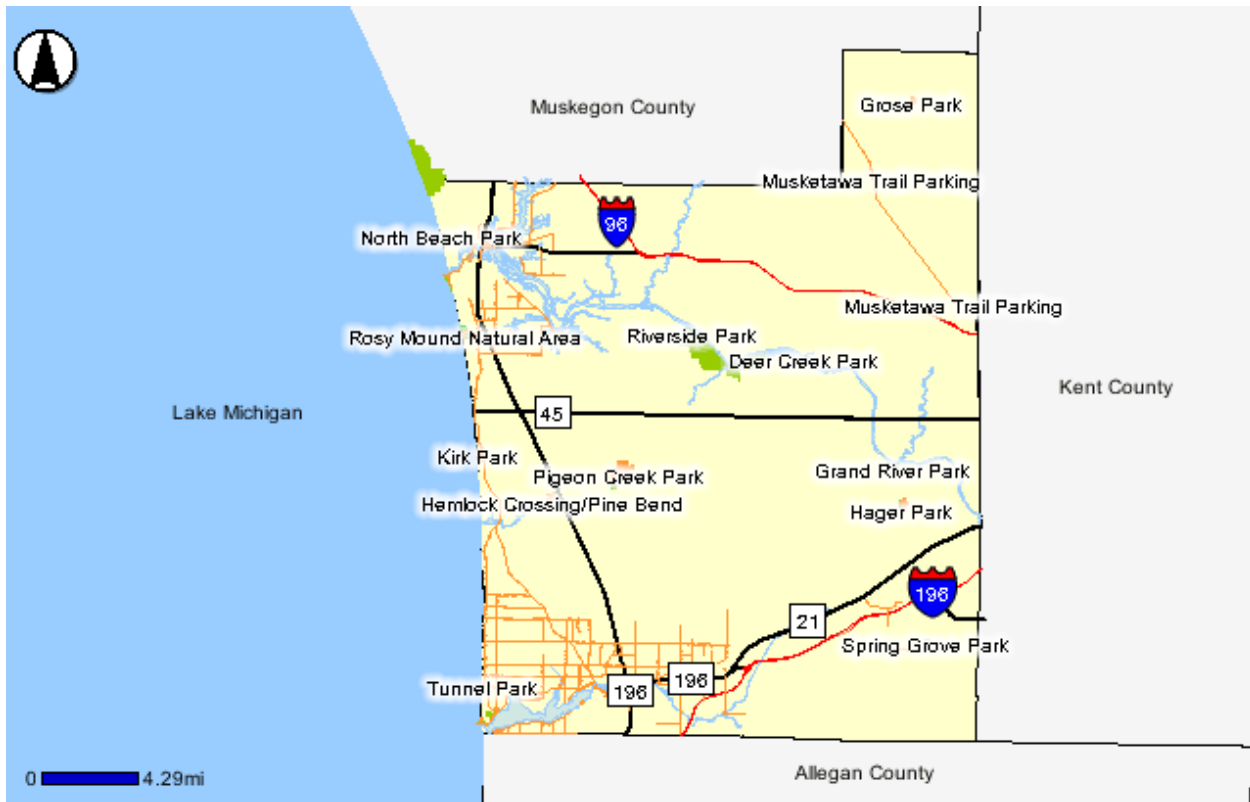 Grose Park
Muskegon County
Musketawa Trail Parking
96
North Beach Park
Musketawa Trail Parking
Rosy Mound Natural Area
Riverside Park
Deer Creek Park
Kent County
Lake Michigan
45
Kirk Park
Pigeon Creek Park
Grand River Park
Hemlock Crossing/Pine Bend
Hager Park
196
21
Spring Grove Park
Tunnel Park
196
196
Allegan County
0 4.29mi